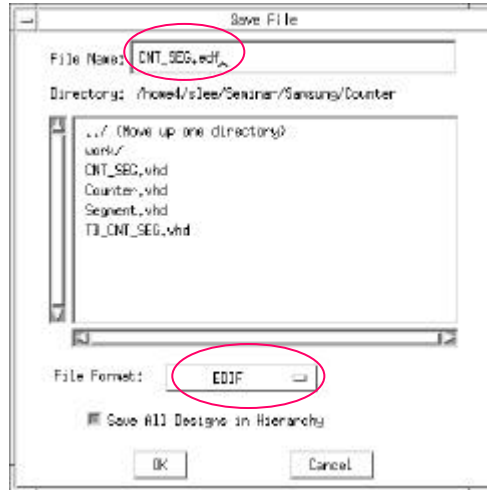 Save File
File Name: CNT_SEG.edf
Directory: /home4/slee/Seminar/Samsung/Counter
../ (Move up one directory)
work/
CNT_SEG.vhd
Counter.vhd
Segment.vhd
TB_CNT_SEG.vhd
File Format: EDIF
Save All Designs in Hierarchy
OK Cancel